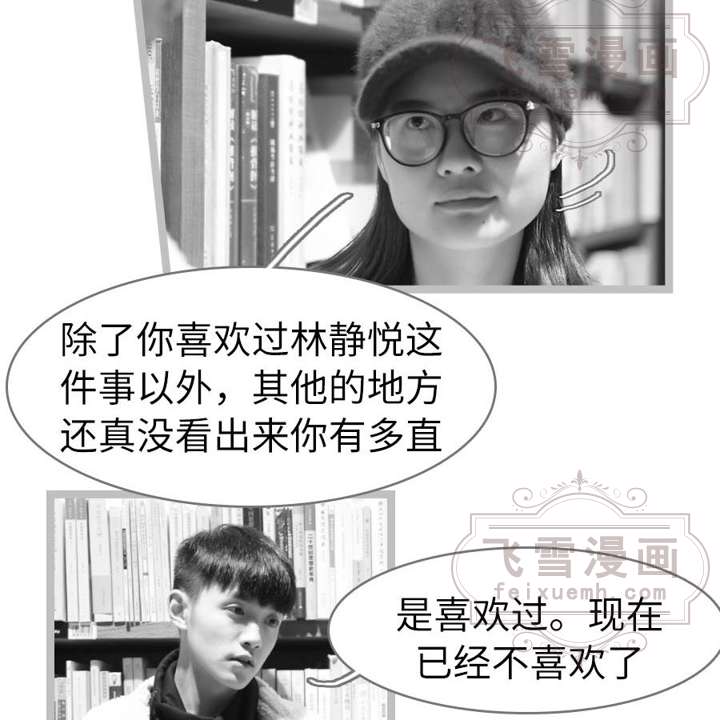 飞雪漫画
feixuemh.com
除了你喜欢过林静悦这
件事以外，其他的地方
还真没看出来你有多直
飞雪漫画
feixuemh.com
是喜欢过。现在
已经不喜欢了